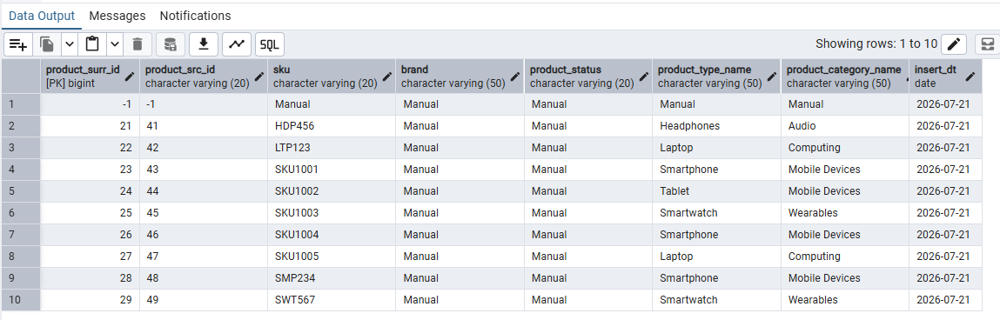 Data Output Messages Notifications
SQL Showing rows: 1 to 10
product_surr_id product_src_id sku brand product_status product_type_name product_category_name insert_dt
[PK] bigint character varying (20) character varying (20) character varying (50) character varying (20) character varying (50) character varying (50) date
1 -1 -1 Manual Manual Manual Manual Manual 2026-07-21
2 21 41 HDP456 Manual Manual Headphones Audio 2026-07-21
3 22 42 LTP123 Manual Manual Laptop Computing 2026-07-21
4 23 43 SKU1001 Manual Manual Smartphone Mobile Devices 2026-07-21
5 24 44 SKU1002 Manual Manual Tablet Mobile Devices 2026-07-21
6 25 45 SKU1003 Manual Manual Smartwatch Wearables 2026-07-21
7 26 46 SKU1004 Manual Manual Smartphone Mobile Devices 2026-07-21
8 27 47 SKU1005 Manual Manual Laptop Computing 2026-07-21
9 28 48 SMP234 Manual Manual Smartphone Mobile Devices 2026-07-21
10 29 49 SWT567 Manual Manual Smartwatch Wearables 2026-07-21